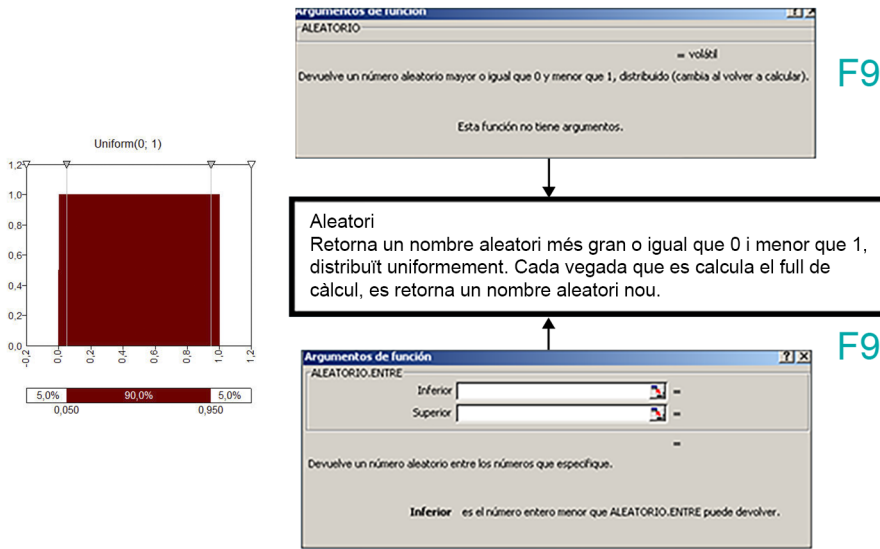 Argumentos de función
ALEATORIO
= volátil
Devuelve un número aleatorio mayor o igual que 0 y menor que 1, distribuido (cambia al volver a calcular).
Esta función no tiene argumentos.
F9
Uniform(0; 1)
1,2
1,0
0,8
0,6
0,4
0,2
0,0
-0,2
0,0
0,2
0,4
0,6
0,8
1,0
1,2
5,0%
90,0%
5,0%
0,050
0,950
Aleatori
Retorna un nombre aleatori més gran o igual que 0 i menor que 1,
distribuït uniformement. Cada vegada que es calcula el full de
càlcul, es retorna un nombre aleatori nou.
F9
Argumentos de función
ALEATORIO.ENTRE
Inferior =
Superior =
=
Devuelve un número aleatorio entre los números que especifique.
Inferior es el número entero menor que ALEATORIO.ENTRE puede devolver.